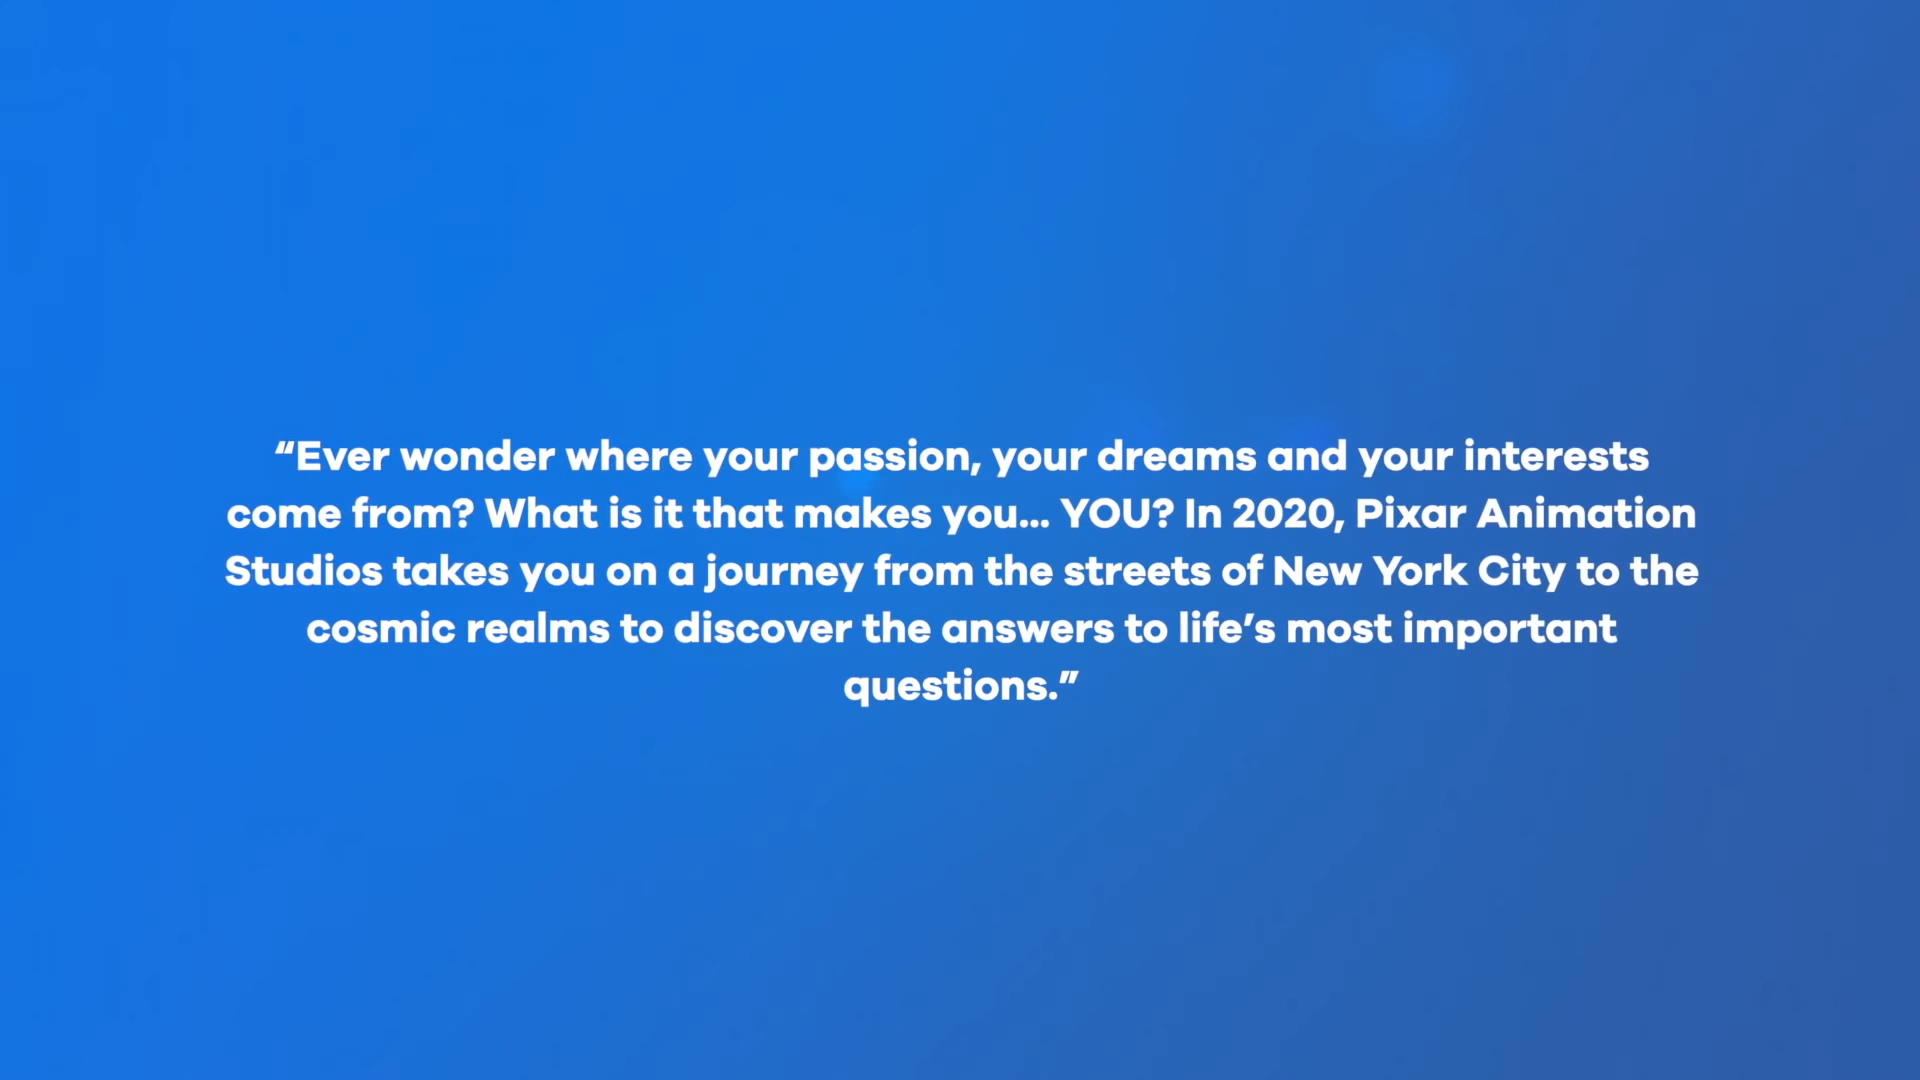 “Ever wonder where your passion, your dreams and your interests
come from? What is it that makes you... YOU? In 2020, Pixar Animation
Studios takes you on a journey from the streets of New York City to the
cosmic realms to discover the answers to life’s most important
questions.”